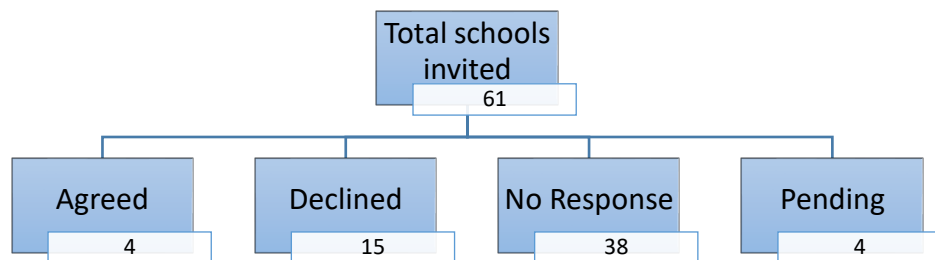 Total schools
invited
61
Agreed
4
Declined
15
No Response
38
Pending
4